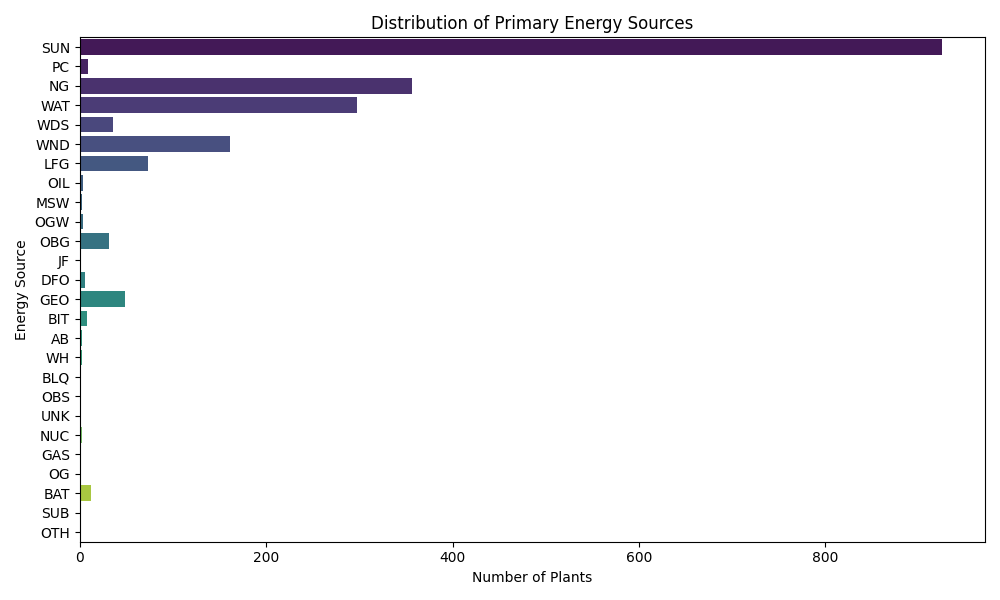 Distribution of Primary Energy Sources
Energy Source
SUN
PC
NG
WAT
WDS
WND
LFG
OIL
MSW
OGW
OBG
JF
DFO
GEO
BIT
AB
WH
BLQ
OBS
UNK
NUC
GAS
OG
BAT
SUB
OTH
0 200 400 600 800
Number of Plants